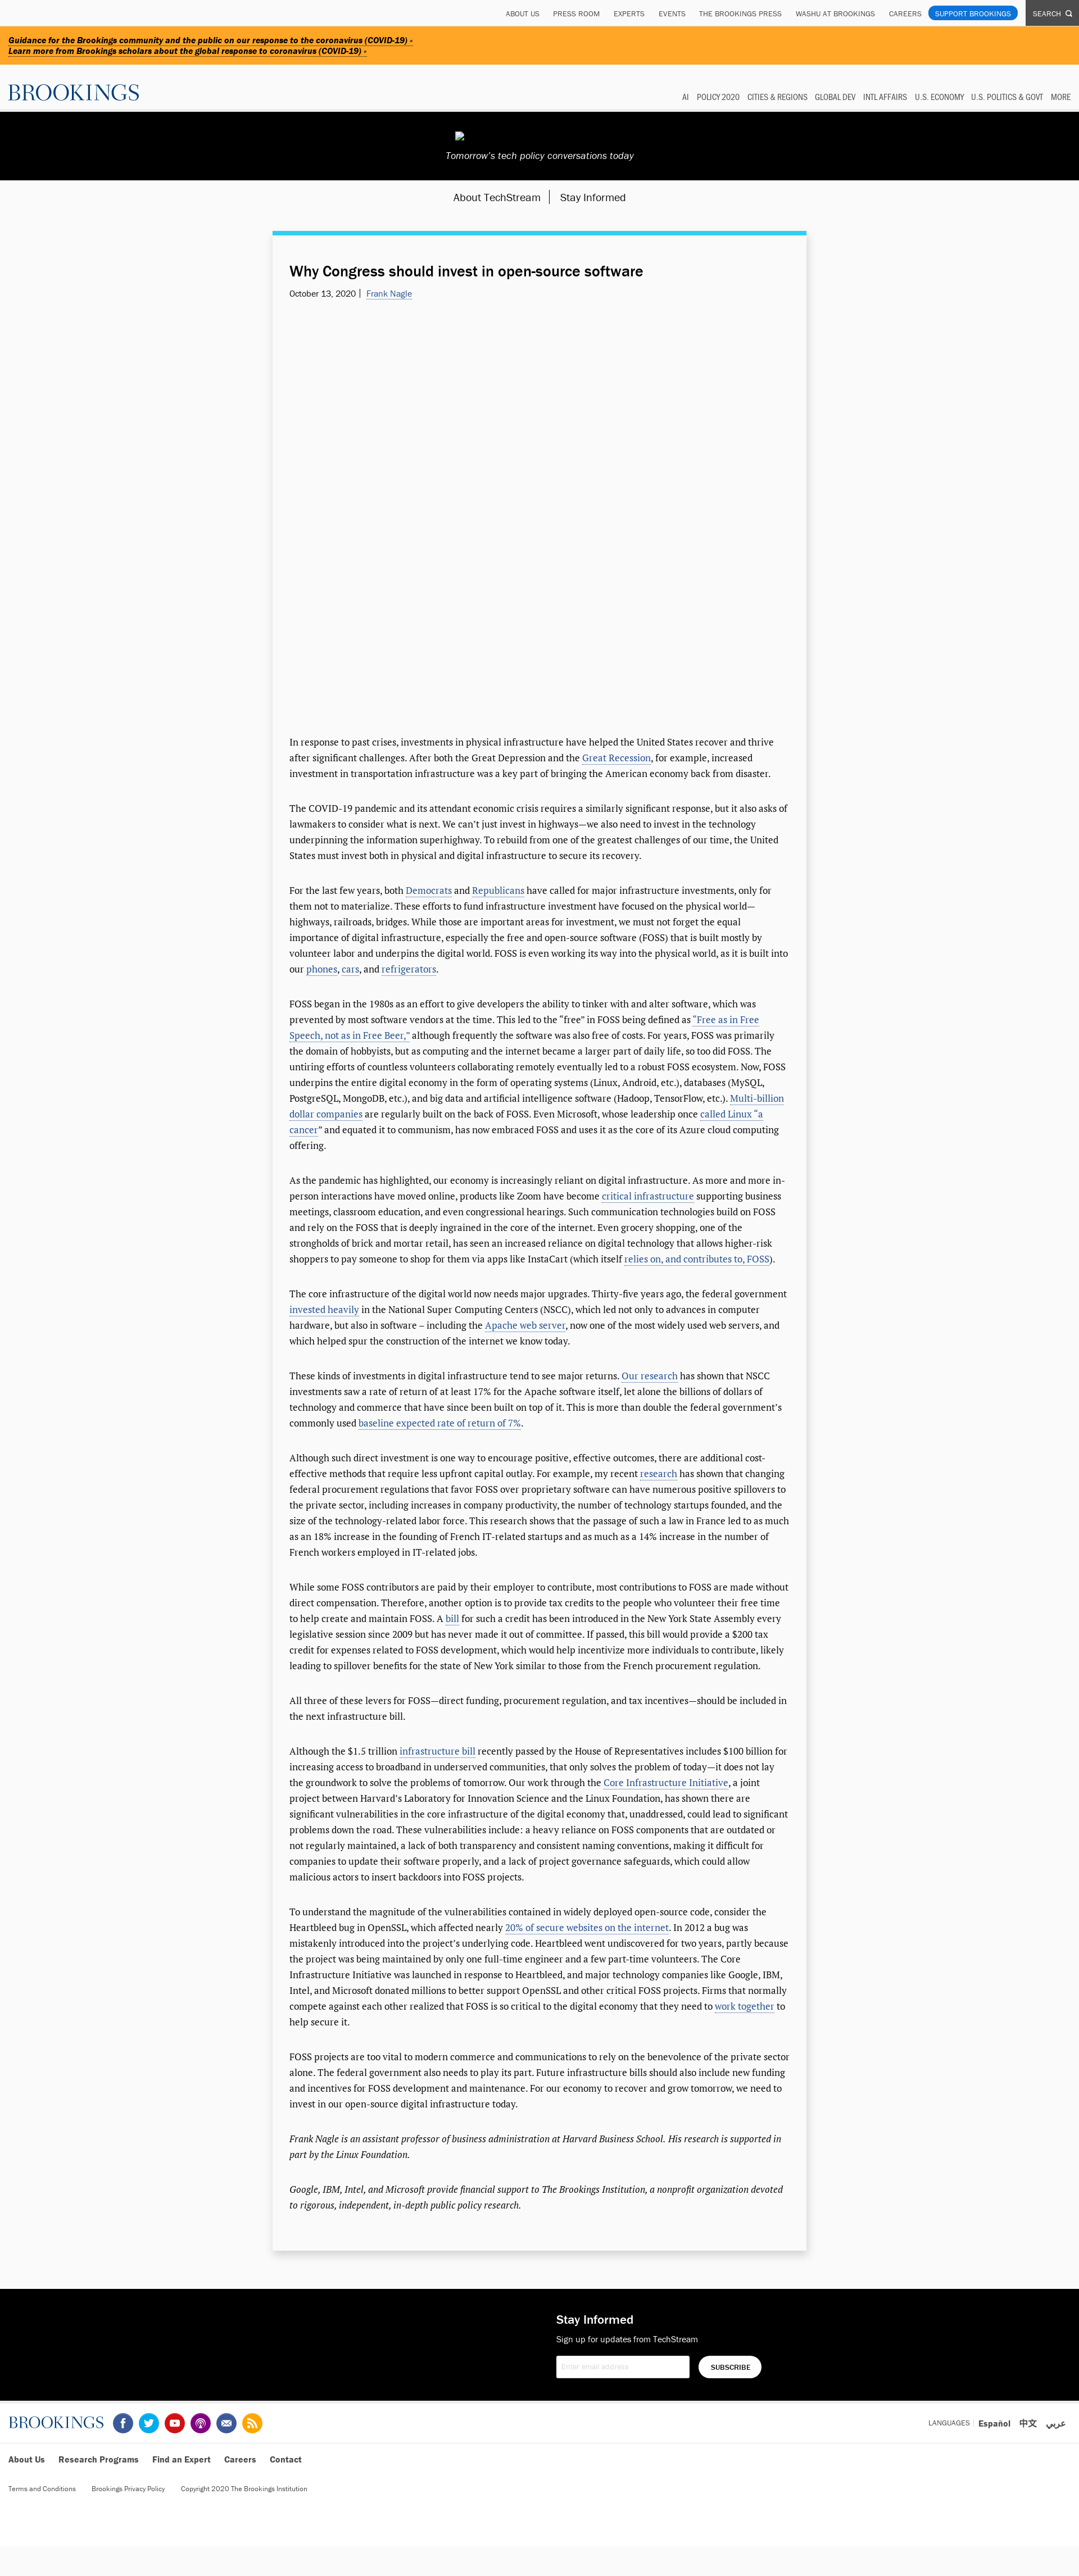 ABOUT US PRESS ROOM EXPERTS EVENTS THE BROOKINGS PRESS WASHU AT BROOKINGS CAREERS SUPPORT BROOKINGS SEARCH
Guidance for the Brookings community and the public on our response to the coronavirus (COVID-19) »
Learn more from Brookings scholars about the global response to coronavirus (COVID-19) »
BROOKINGS
AI POLICY 2020 CITIES & REGIONS GLOBAL DEV INTL AFFAIRS U.S. ECONOMY U.S. POLITICS & GOVT MORE
Tomorrow's tech policy conversations today
About TechStream | Stay Informed
Why Congress should invest in open-source software
October 13, 2020 | Frank Nagle
In response to past crises, investments in physical infrastructure have helped the United States recover and thrive
after significant challenges. After both the Great Depression and the Great Recession, for example, increased
investment in transportation infrastructure was a key part of bringing the American economy back from disaster.
The COVID-19 pandemic and its attendant economic crisis requires a similarly significant response, but it also asks of
lawmakers to consider what is next. We can’t just invest in highways—we also need to invest in the technology
underpinning the information superhighway. To rebuild from one of the greatest challenges of our time, the United
States must invest both in physical and digital infrastructure to secure its recovery.
For the last few years, both Democrats and Republicans have called for major infrastructure investments, only for
them not to materialize. These efforts to fund infrastructure investment have focused on the physical world—
highways, railroads, bridges. While those are important areas for investment, we must not forget the equal
importance of digital infrastructure, especially the free and open-source software (FOSS) that is built mostly by
volunteer labor and underpins the digital world. FOSS is even working its way into the physical world, as it is built into
our phones, cars, and refrigerators.
FOSS began in the 1980s as an effort to give developers the ability to tinker with and alter software, which was
prevented by most software vendors at the time. This led to the “free” in FOSS being defined as “Free as in Free
Speech, not as in Free Beer,” although frequently the software was also free of costs. For years, FOSS was primarily
the domain of hobbyists, but as computing and the internet became a larger part of daily life, so too did FOSS. The
untiring efforts of countless volunteers collaborating remotely eventually led to a robust FOSS ecosystem. Now, FOSS
underpins the entire digital economy in the form of operating systems (Linux, Android, etc.), databases (MySQL,
PostgreSQL, MongoDB, etc.), and big data and artificial intelligence software (Hadoop, TensorFlow, etc.). Multi-billion
dollar companies are regularly built on the back of FOSS. Even Microsoft, whose leadership once called Linux “a
cancer” and equated it to communism, has now embraced FOSS and uses it as the core of its Azure cloud computing
offering.
As the pandemic has highlighted, our economy is increasingly reliant on digital infrastructure. As more and more in-
person interactions have moved online, products like Zoom have become critical infrastructure supporting business
meetings, classroom education, and even congressional hearings. Such communication technologies build on FOSS
and rely on the FOSS that is deeply ingrained in the core of the internet. Even grocery shopping, one of the
strongholds of brick and mortar retail, has seen an increased reliance on digital technology that allows higher-risk
shoppers to pay someone to shop for them via apps like InstaCart (which itself relies on, and contributes to, FOSS).
The core infrastructure of the digital world now needs major upgrades. Thirty-five years ago, the federal government
invested heavily in the National Super Computing Centers (NSCC), which led not only to advances in computer
hardware, but also in software – including the Apache web server, now one of the most widely used web servers, and
which helped spur the construction of the internet we know today.
These kinds of investments in digital infrastructure tend to see major returns. Our research has shown that NSCC
investments saw a rate of return of at least 17% for the Apache software itself, let alone the billions of dollars of
technology and commerce that have since been built on top of it. This is more than double the federal government’s
commonly used baseline expected rate of return of 7%.
Although such direct investment is one way to encourage positive, effective outcomes, there are additional cost-
effective methods that require less upfront capital outlay. For example, my recent research has shown that changing
federal procurement regulations that favor FOSS over proprietary software can have numerous positive spillovers to
the private sector, including increases in company productivity, the number of technology startups founded, and the
size of the technology-related labor force. This research shows that the passage of such a law in France led to as much
as an 18% increase in the founding of French IT-related startups and as much as a 14% increase in the number of
French workers employed in IT-related jobs.
While some FOSS contributors are paid by their employer to contribute, most contributions to FOSS are made without
direct compensation. Therefore, another option is to provide tax credits to the people who volunteer their free time
to help create and maintain FOSS. A bill for such a credit has been introduced in the New York State Assembly every
legislative session since 2009 but has never made it out of committee. If passed, this bill would provide a $200 tax
credit for expenses related to FOSS development, which would help incentivize more individuals to contribute, likely
leading to spillover benefits for the state of New York similar to those from the French procurement regulation.
All three of these levers for FOSS—direct funding, procurement regulation, and tax incentives—should be included in
the next infrastructure bill.
Although the $1.5 trillion infrastructure bill recently passed by the House of Representatives includes $100 billion for
increasing access to broadband in underserved communities, that only solves the problem of today—it does not lay
the groundwork to solve the problems of tomorrow. Our work through the Core Infrastructure Initiative, a joint
project between Harvard’s Laboratory for Innovation Science and the Linux Foundation, has shown there are
significant vulnerabilities in the core infrastructure of the digital economy that, unaddressed, could lead to significant
problems down the road. These vulnerabilities include: a heavy reliance on FOSS components that are outdated or
not regularly maintained, a lack of both transparency and consistent naming conventions, making it difficult for
companies to update their software properly, and a lack of project governance safeguards, which could allow
malicious actors to insert backdoors into FOSS projects.
To understand the magnitude of the vulnerabilities contained in widely deployed open-source code, consider the
Heartbleed bug in OpenSSL, which affected nearly 20% of secure websites on the internet. In 2012 a bug was
mistakenly introduced into the project’s underlying code. Heartbleed went undiscovered for two years, partly because
the project was being maintained by only one full-time engineer and a few part-time volunteers. The Core
Infrastructure Initiative was launched in response to Heartbleed, and major technology companies like Google, IBM,
Intel, and Microsoft donated millions to better support OpenSSL and other critical FOSS projects. Firms that normally
compete against each other realized that FOSS is so critical to the digital economy that they need to work together to
help secure it.
FOSS projects are too vital to modern commerce and communications to rely on the benevolence of the private sector
alone. The federal government also needs to play its part. Future infrastructure bills should also include new funding
and incentives for FOSS development and maintenance. For our economy to recover and grow tomorrow, we need to
invest in our open-source digital infrastructure today.
Frank Nagle is an assistant professor of business administration at Harvard Business School. His research is supported in
part by the Linux Foundation.
Google, IBM, Intel, and Microsoft provide financial support to The Brookings Institution, a nonprofit organization devoted
to rigorous, independent, in-depth public policy research.
Stay Informed
Sign up for updates from TechStream
Enter email address SUBSCRIBE
BROOKINGS LANGUAGES Español 中文 عربي
About Us Research Programs Find an Expert Careers Contact
Terms and Conditions Brookings Privacy Policy Copyright 2020 The Brookings Institution